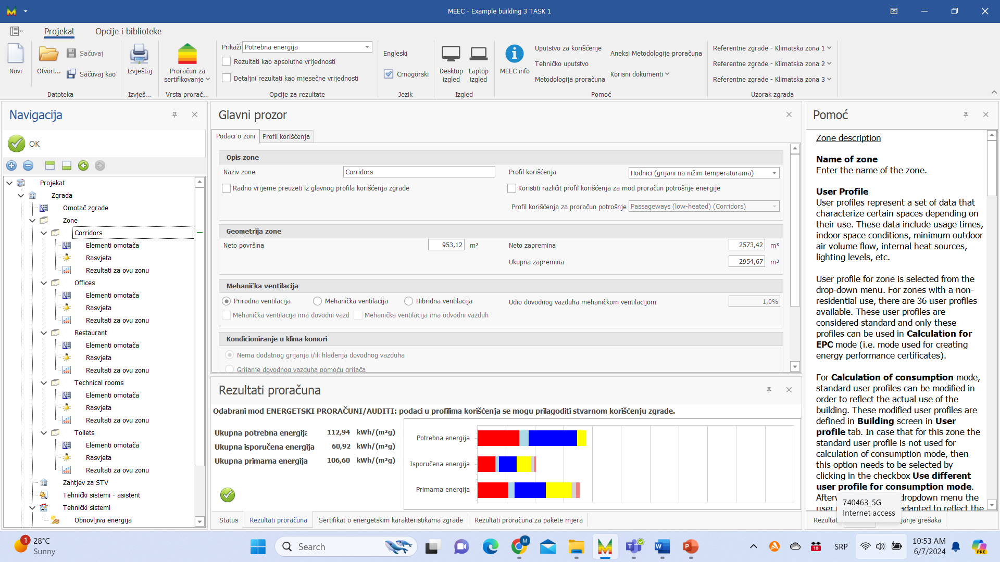 MEEC - Example building 3 TASK 1
Projekat
Opcije i biblioteke
Novi
Otvori...
Sačuvaj
Sačuvaj kao
Datoteka
Izvještaj
Izvješ...
Proračun za
sertifikovanje
Vrsta prorač...
Prikaži
Potrebna energija
Rezultati kao apsolutne vrijednosti
Detaljni rezultati kao mjesečne vrijednosti
Opcije za rezultate
Engleski
Crnogorski
Jezik
Desktop
izgled
Laptop
izgled
Izgled
MEEC info
Uputstvo za korišćenje
Tehničko uputstvo
Metodologija proračuna
Aneksi Metodologije proračuna
Korisni dokumenti
Pomoć
Referentne zgrade - Klimatska zona 1
Referentne zgrade - Klimatska zona 2
Referentne zgrade - Klimatska zona 3
Uzorak zgrada
Navigacija
OK
Projekat
Zgrada
Omotač zgrade
Zone
Corridors
Elementi omotača
Rasvjeta
Rezultati za ovu zonu
Offices
Elementi omotača
Rasvjeta
Rezultati za ovu zonu
Restaurant
Elementi omotača
Rasvjeta
Rezultati za ovu zonu
Technical rooms
Elementi omotača
Rasvjeta
Rezultati za ovu zonu
Toilets
Elementi omotača
Rasvjeta
Rezultati za ovu zonu
Zahtjev za STV
Tehnički sistemi - asistent
Tehnički sistemi
Obnovljiva energija
Glavni prozor
Podaci o zoni
Profil korišćenja
Opis zone
Naziv zone
Corridors
Profil korišćenja
Hodnici (grijani na nižim temperaturama)
Radno vrijeme preuzeti iz glavnog profila korišćenja zgrade
Koristiti različit profil korišćenja za mod proračun potrošnje energije
Profil korišćenja za proračun potrošnje
Passageways (low-heated) (Corridors)
Geometrija zone
Neto površina
953,12 m²
Neto zapremina
2573,42 m³
Ukupna zapremina
2954,67 m³
Mehanička ventilacija
Prirodna ventilacija
Mehanička ventilacija
Hibridna ventilacija
Udio dovodnog vazduha mehaničkom ventilacijom
1,0%
Mehanička ventilacija ima dovodni vazd
Mehanička ventilacija ima odvodni vazduh
Kondicioniranje u klima komori
Nema dodatnog grijanja i/ili hlađenja dovodnog vazduha
Grijanje dovodnog vazduha pomoću grijača
Rezultati proračuna
Odabrani mod ENERGETSKI PRORAČUNI/AUDITI: podaci u profilima korišćenja se mogu prilagoditi stvarnom korišćenju zgrade.
Ukupna potrebna energija 112,94 kWh/(m²g)
Ukupna isporučena energija 60,92 kWh/(m²g)
Ukupna primarna energija 106,60 kWh/(m²g)
Potrebna energija
Isporučena energija
Primarna energija
Status
Rezultati proračuna
Sertifikat o energetskim karakteristikama zgrade
Rezultati proračuna za pakete mjera
Pomoć
Zone description
Name of zone
Enter the name of the zone.
User Profile
User profiles represent a set of data that
characterize certain spaces depending on
their use. These data include usage times,
indoor space conditions, minimum outdoor
air volume flow, internal heat sources,
lighting levels, etc.
User profile for zone is selected from the
drop-down menu. For zones with a non-
residential use, there are 36 user profiles
available. These user profiles are
considered standard and only these
profiles can be used in Calculation for
EPC mode (i.e. mode used for creating
energy performance certificates).
For Calculation of consumption mode,
standard user profiles can be modified in
order to reflect the actual use of the
building. These modified user profiles are
defined in Building screen in User
profile tab. In case that for this zone the
standard user profile is not used for
calculation of consumption mode, then
this option needs to be selected by
clicking in the checkbox Use different
user profile for consumption mode.
dropdown menu the
user
adapted to reflect the
740463_5G
Internet access
28°C
Sunny
1
Search
M
10
SRP
10:53 AM
6/7/2024
PRE